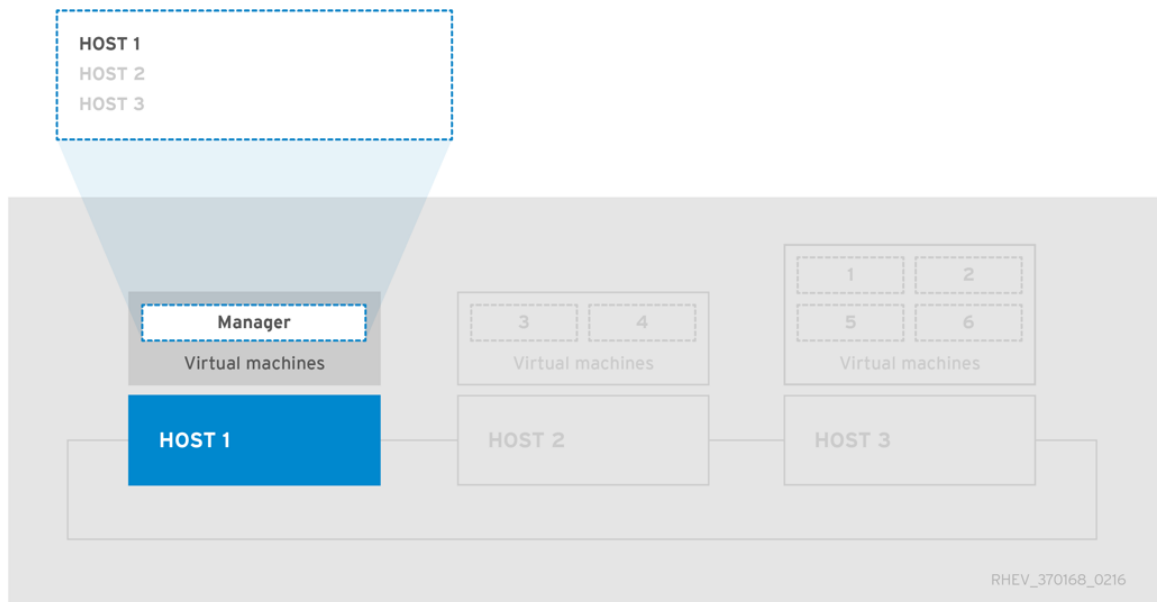 HOST 1
HOST 2
HOST 3
1 2
Manager
3 4
5 6
Virtual machines
Virtual machines
Virtual machines
HOST 1
HOST 2
HOST 3
RHEV_370168_0216